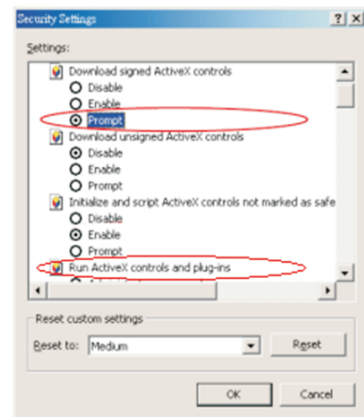 Security Settings
Settings:
Download signed ActiveX controls
Disable
Enable
Prompt
Download unsigned ActiveX controls
Disable
Enable
Prompt
Initialize and script ActiveX controls not marked as safe
Disable
Enable
Prompt
Run ActiveX controls and plug-ins
Reset custom settings
Reset to: Medium Reset
OK Cancel